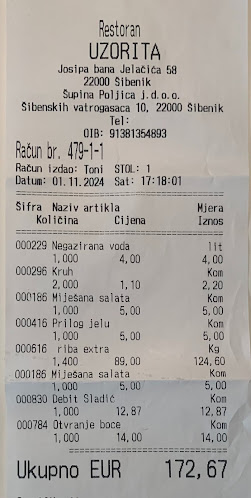 Restoran
UZORITA
Josipa bana Jelačića 58
22000 Šibenik
Šupina Poljica j.d.o.o.
Šibenskih vatrogasaca 10, 22000 Šibenik
Tel:
OIB: 91381354893
Račun br. 479-1-1
Račun izdao: Toni STOL: 1
Datum: 01.11.2024 Sat: 17:18:01
Šifra Naziv artikla Mjera
Količina Cijena Iznos
000229 Negazirana voda lit
1,000 4,00 4,00
000296 Kruh Kom
2,000 1,10 2,20
000186 Miješana salata Kom
1,000 5,00 5,00
000416 Prilog jelu Kom
1,000 5,00 5,00
000616 riba extra Kg
1,400 89,00 124,60
000186 Miješana salata Kom
1,000 5,00 5,00
000830 Debit Sladić Kom
1,000 12,87 12,87
000784 Otvranje boce Kom
1,000 14,00 14,00
Ukupno EUR 172,67